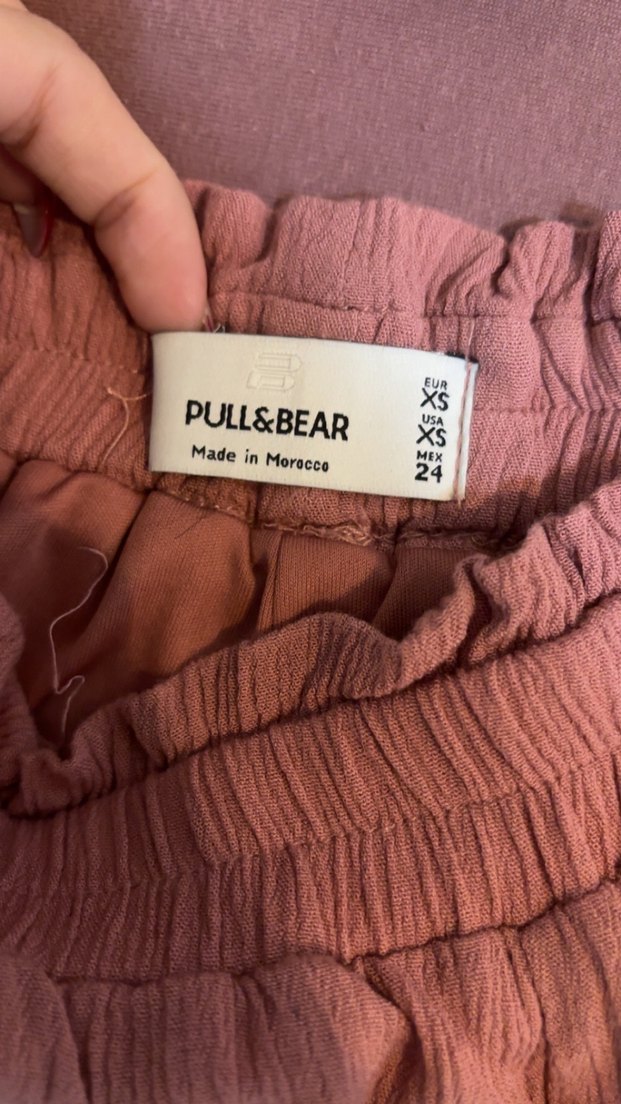 PULL&BEAR
Made in Morocco
EUR
XS
USA
XS
MEX
24